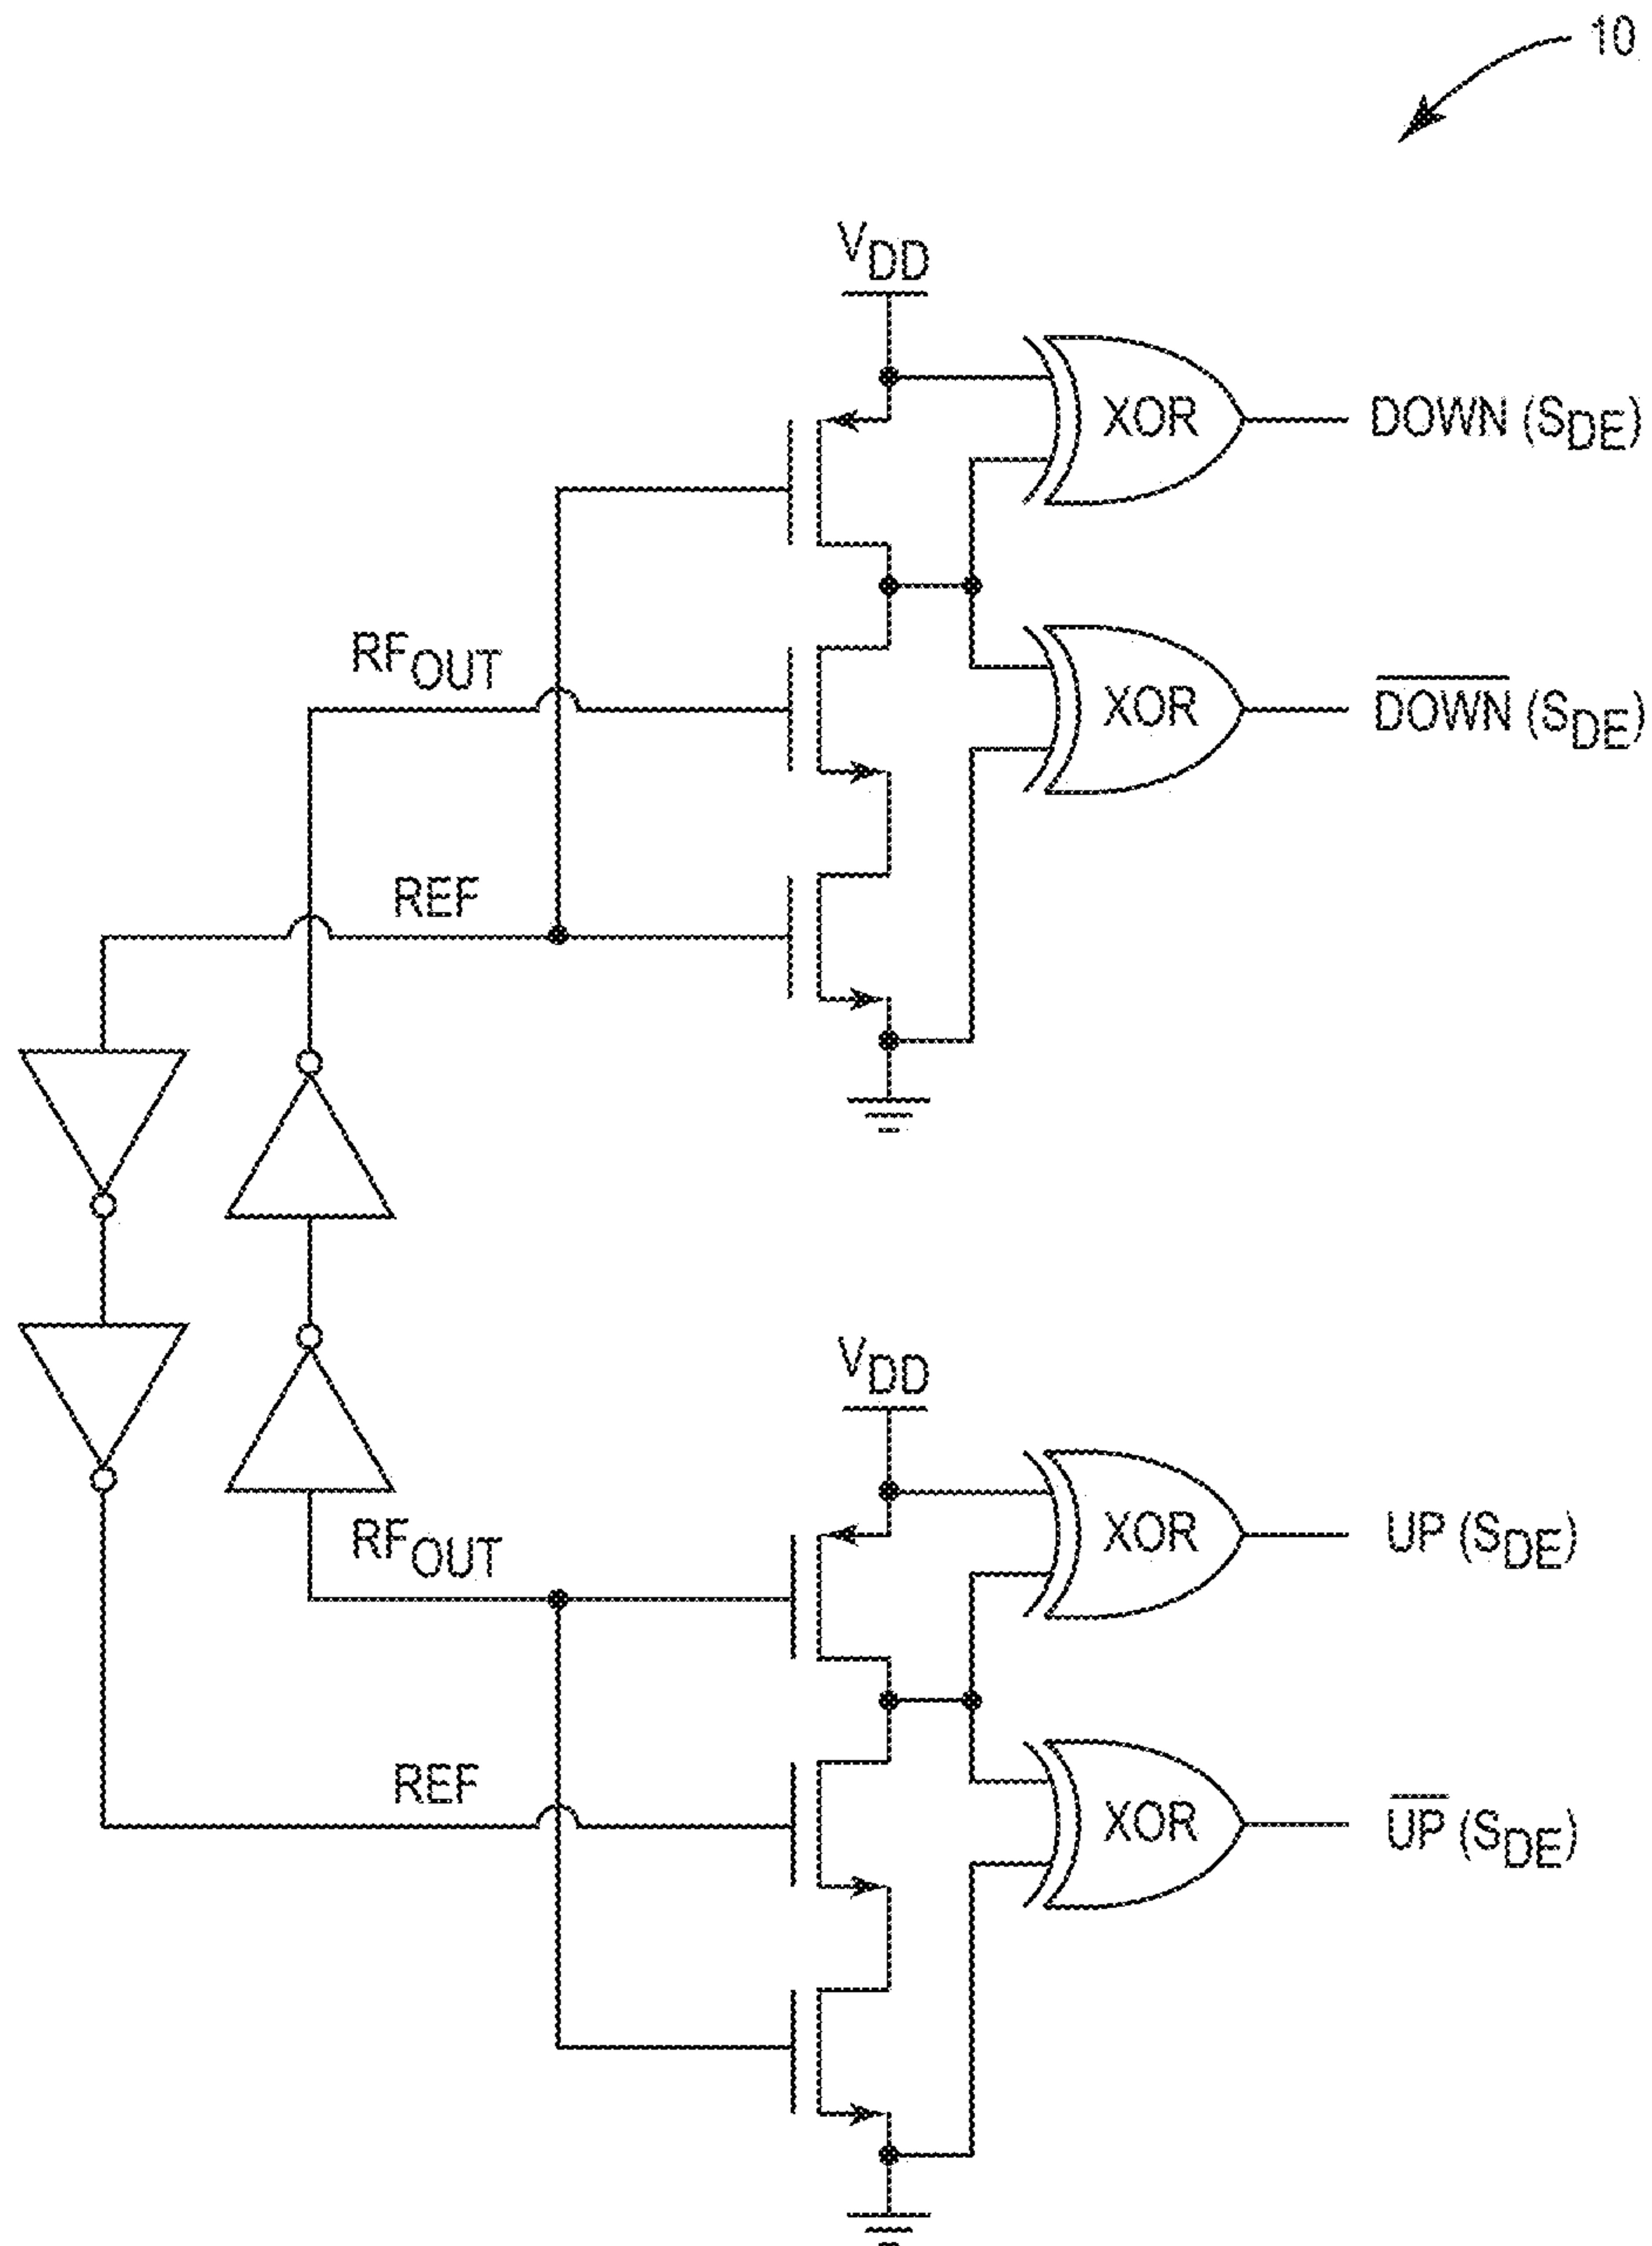 10
VDD
XOR DOWN (SDE)
RFOUT
XOR DOWN (SDE)
REF
VDD
XOR UP (SDE)
RFOUT
REF
XOR UP (SDE)